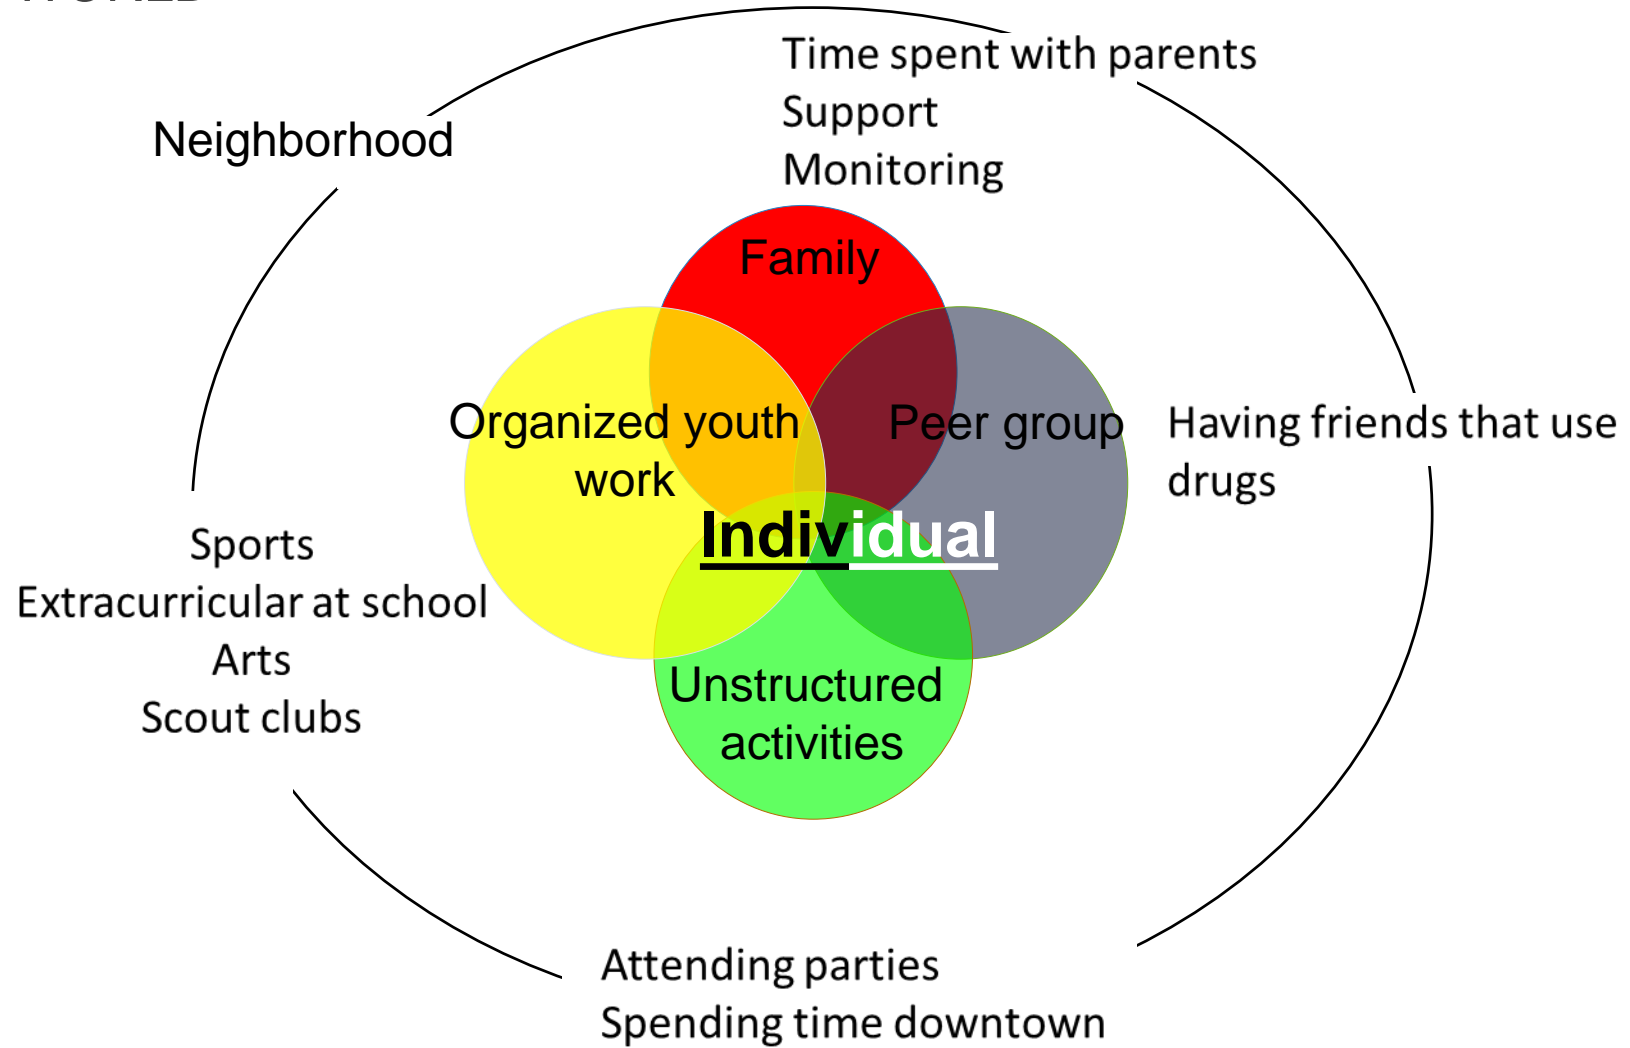 Time spent with parents
Support
Monitoring
Neighborhood
Family
Organized youth
work
Peer group
Having friends that use
drugs
Individual
Sports
Extracurricular at school
Arts
Scout clubs
Unstructured
activities
Attending parties
Spending time downtown